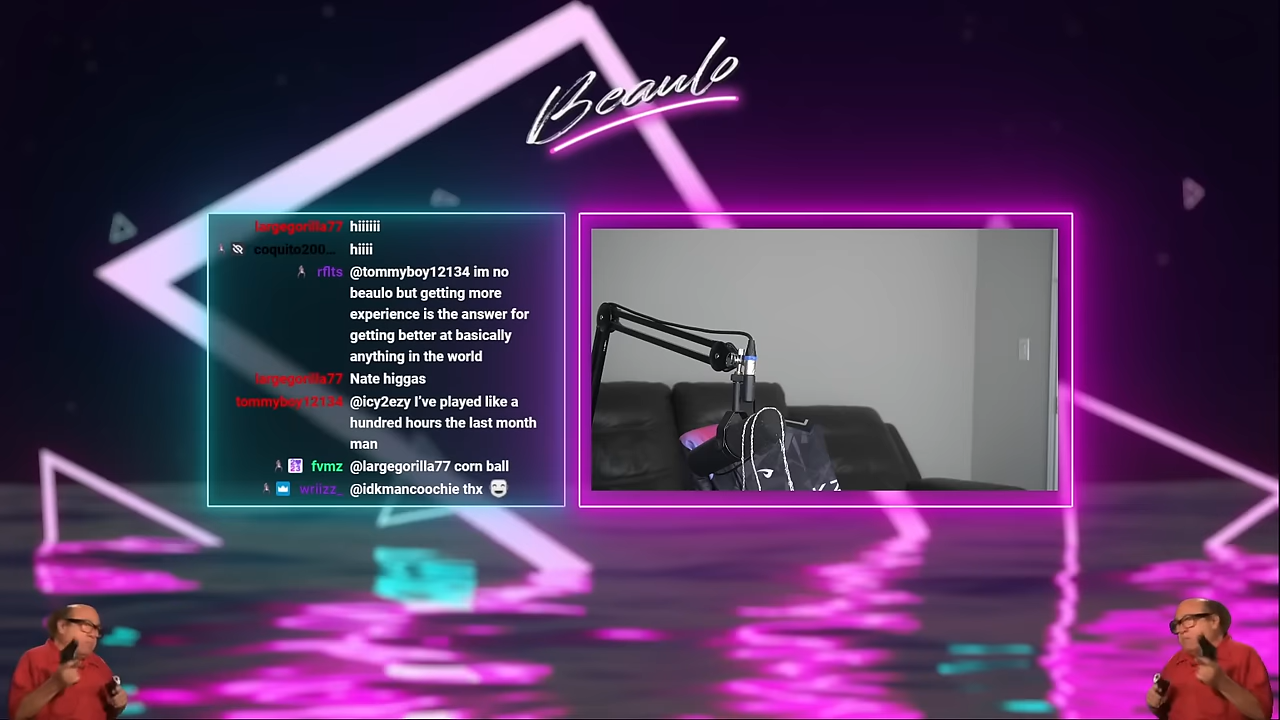 Beaulo
largegorilla77 hiiiiii
coquito200... hiiii
rflts @tommyboy12134 im no
beaulo but getting more
experience is the answer for
getting better at basically
anything in the world
largegorilla77 Nate higgas
tommyboy12134 @icy2ezy I've played like a
hundred hours the last month
man
fvmz @largegorilla77 corn ball
wriizz_ @idkmancoochie thx